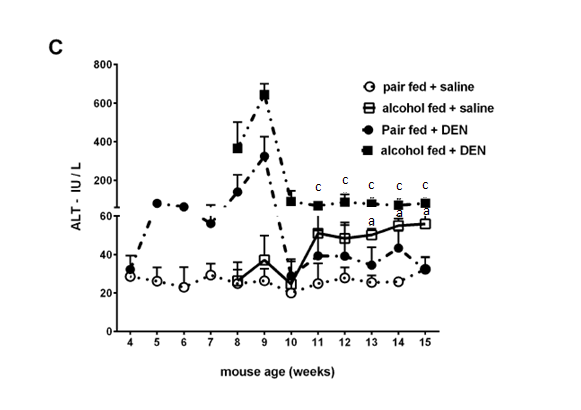 C
800
600
400
200
60
40
20
0
ALT - IU / L
pair fed + saline
alcohol fed + saline
Pair fed + DEN
alcohol fed + DEN
c c c c c
a a a
4 5 6 7 8 9 10 11 12 13 14 15
mouse age (weeks)